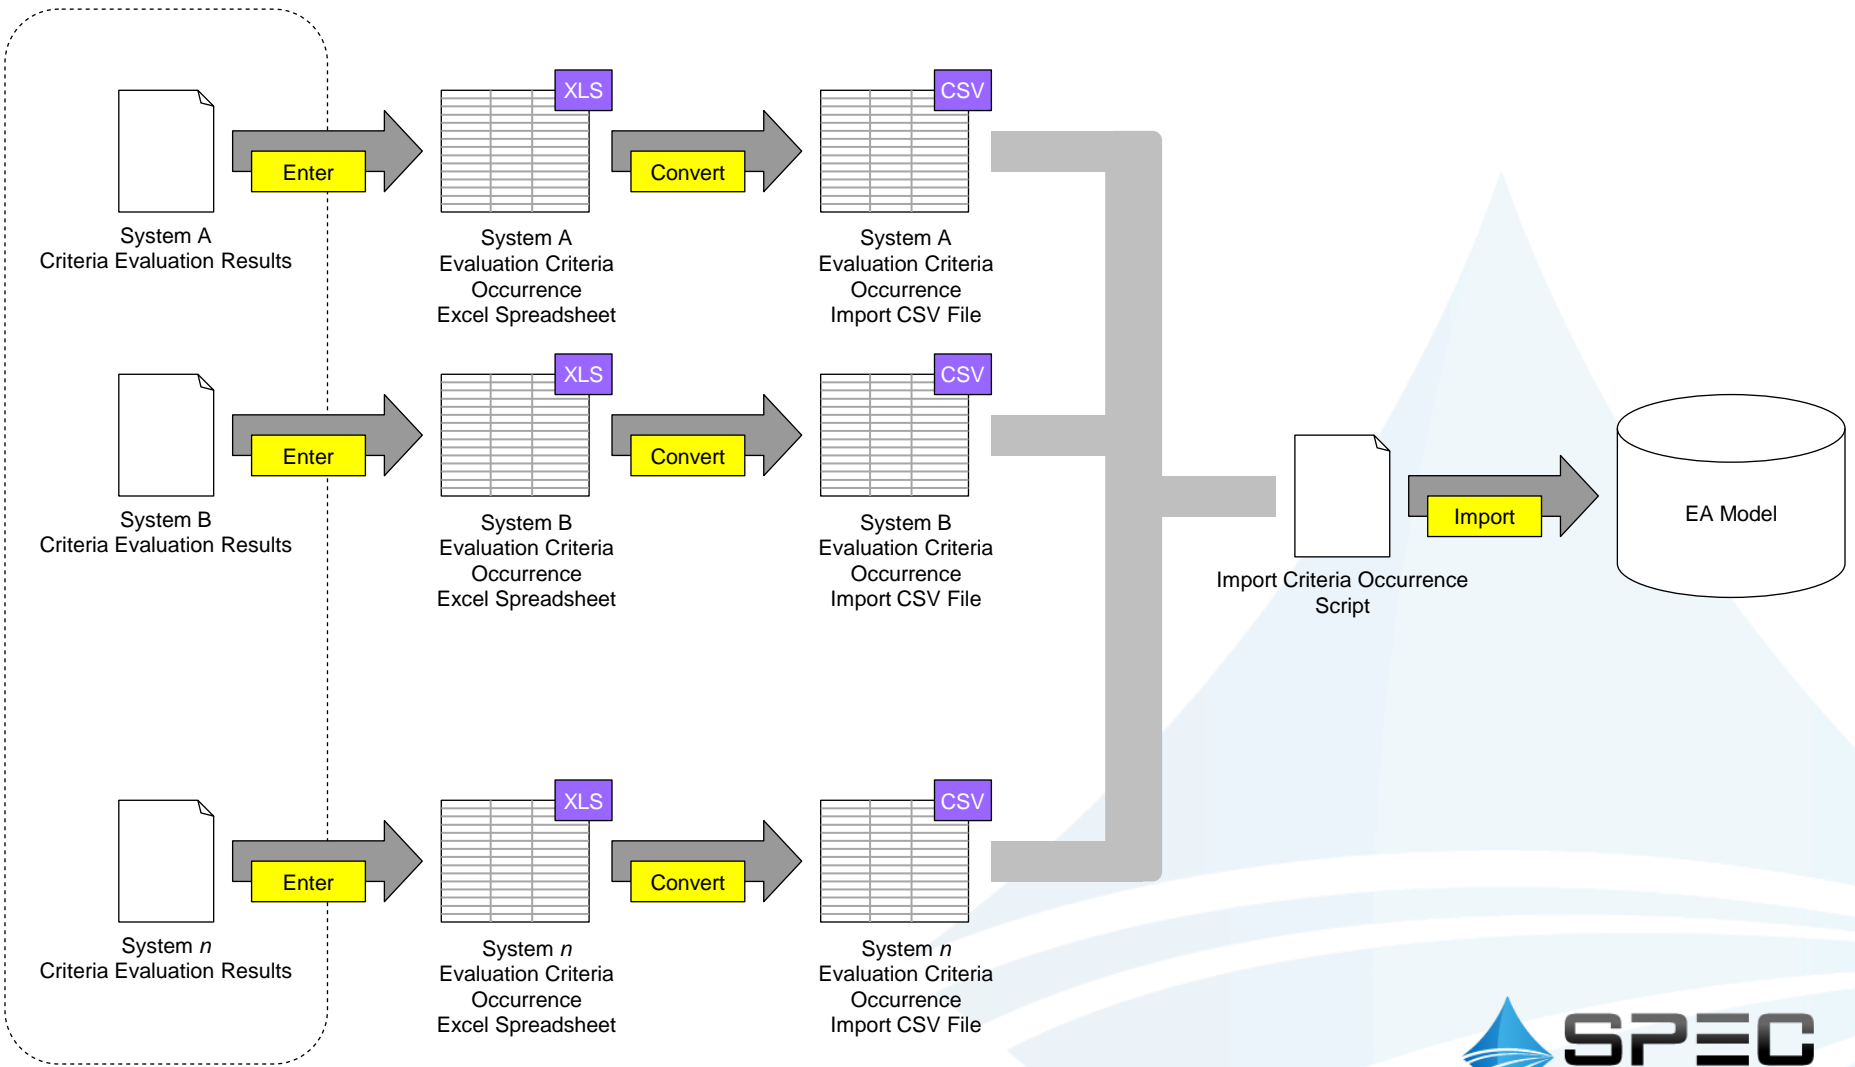 XLS
CSV
Enter
Convert
System A
Criteria Evaluation Results
System A
Evaluation Criteria
Occurrence
Excel Spreadsheet
System A
Evaluation Criteria
Occurrence
Import CSV File
XLS
CSV
Enter
Convert
System B
Criteria Evaluation Results
System B
Evaluation Criteria
Occurrence
Excel Spreadsheet
System B
Evaluation Criteria
Occurrence
Import CSV File
Import
EA Model
Import Criteria Occurrence
Script
XLS
CSV
Enter
Convert
System n
Criteria Evaluation Results
System n
Evaluation Criteria
Occurrence
Excel Spreadsheet
System n
Evaluation Criteria
Occurrence
Import CSV File
SPEC